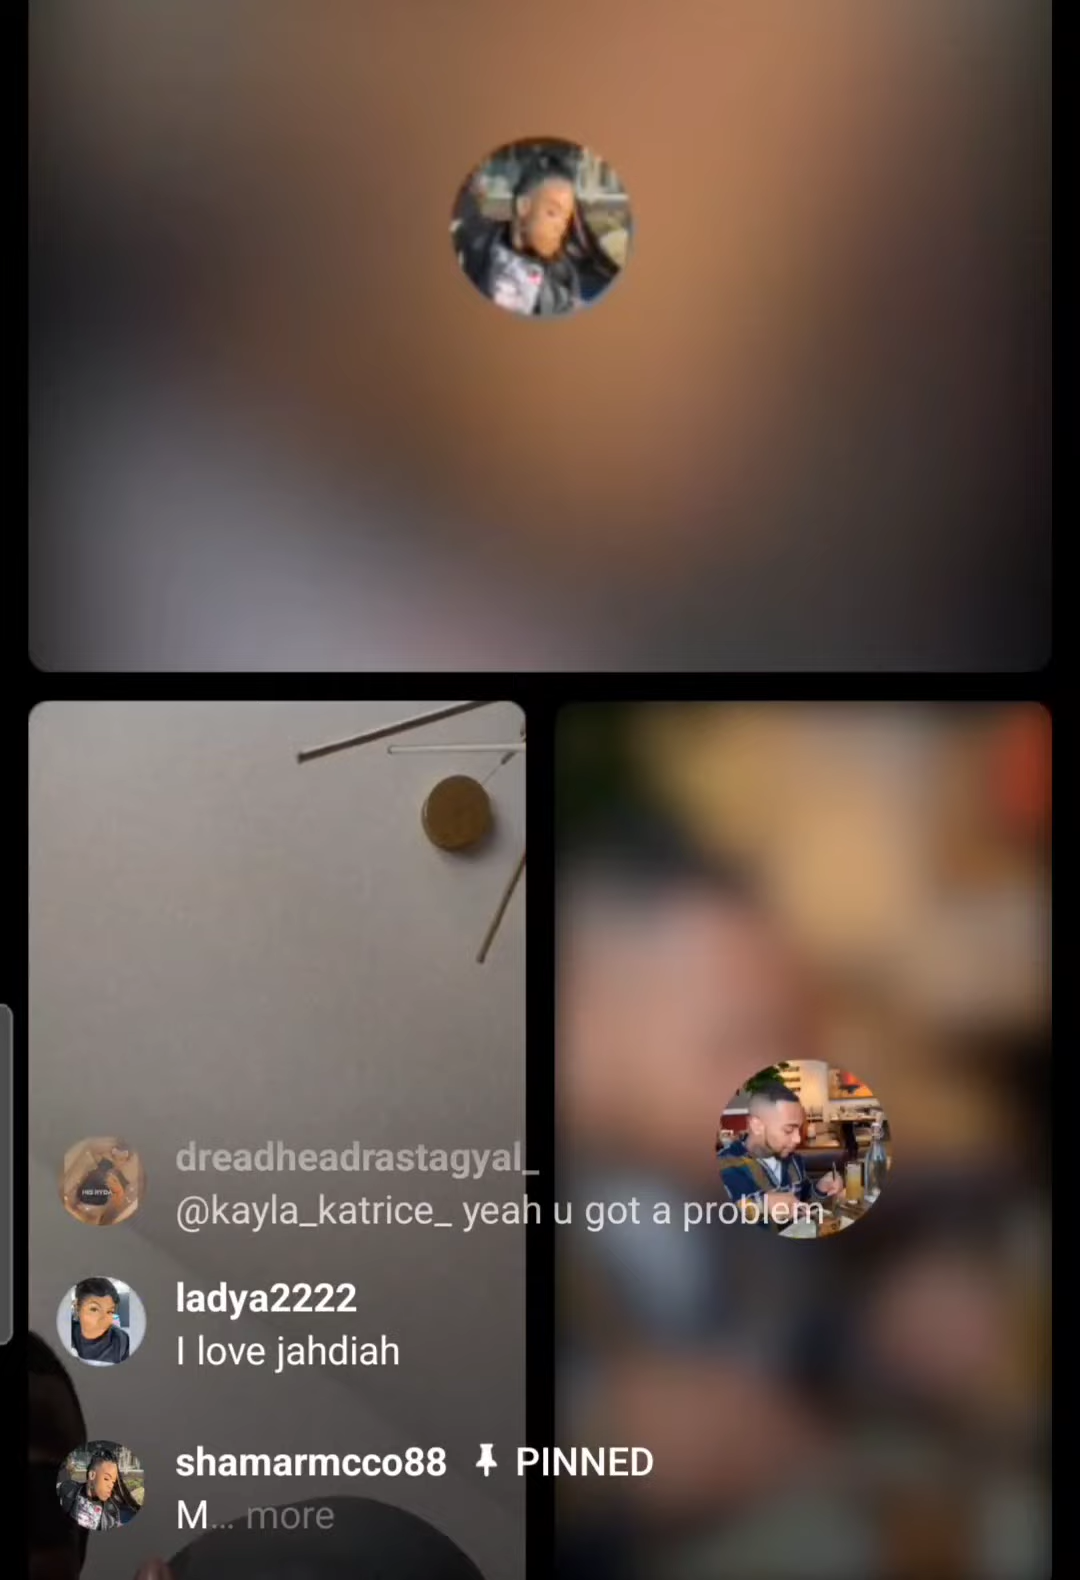 dreadheadrastagyal_
@kayla_katrice_ yeah u got a problem
ladya2222
I love jahdiah
shamarmcco88 PINNED
M... more